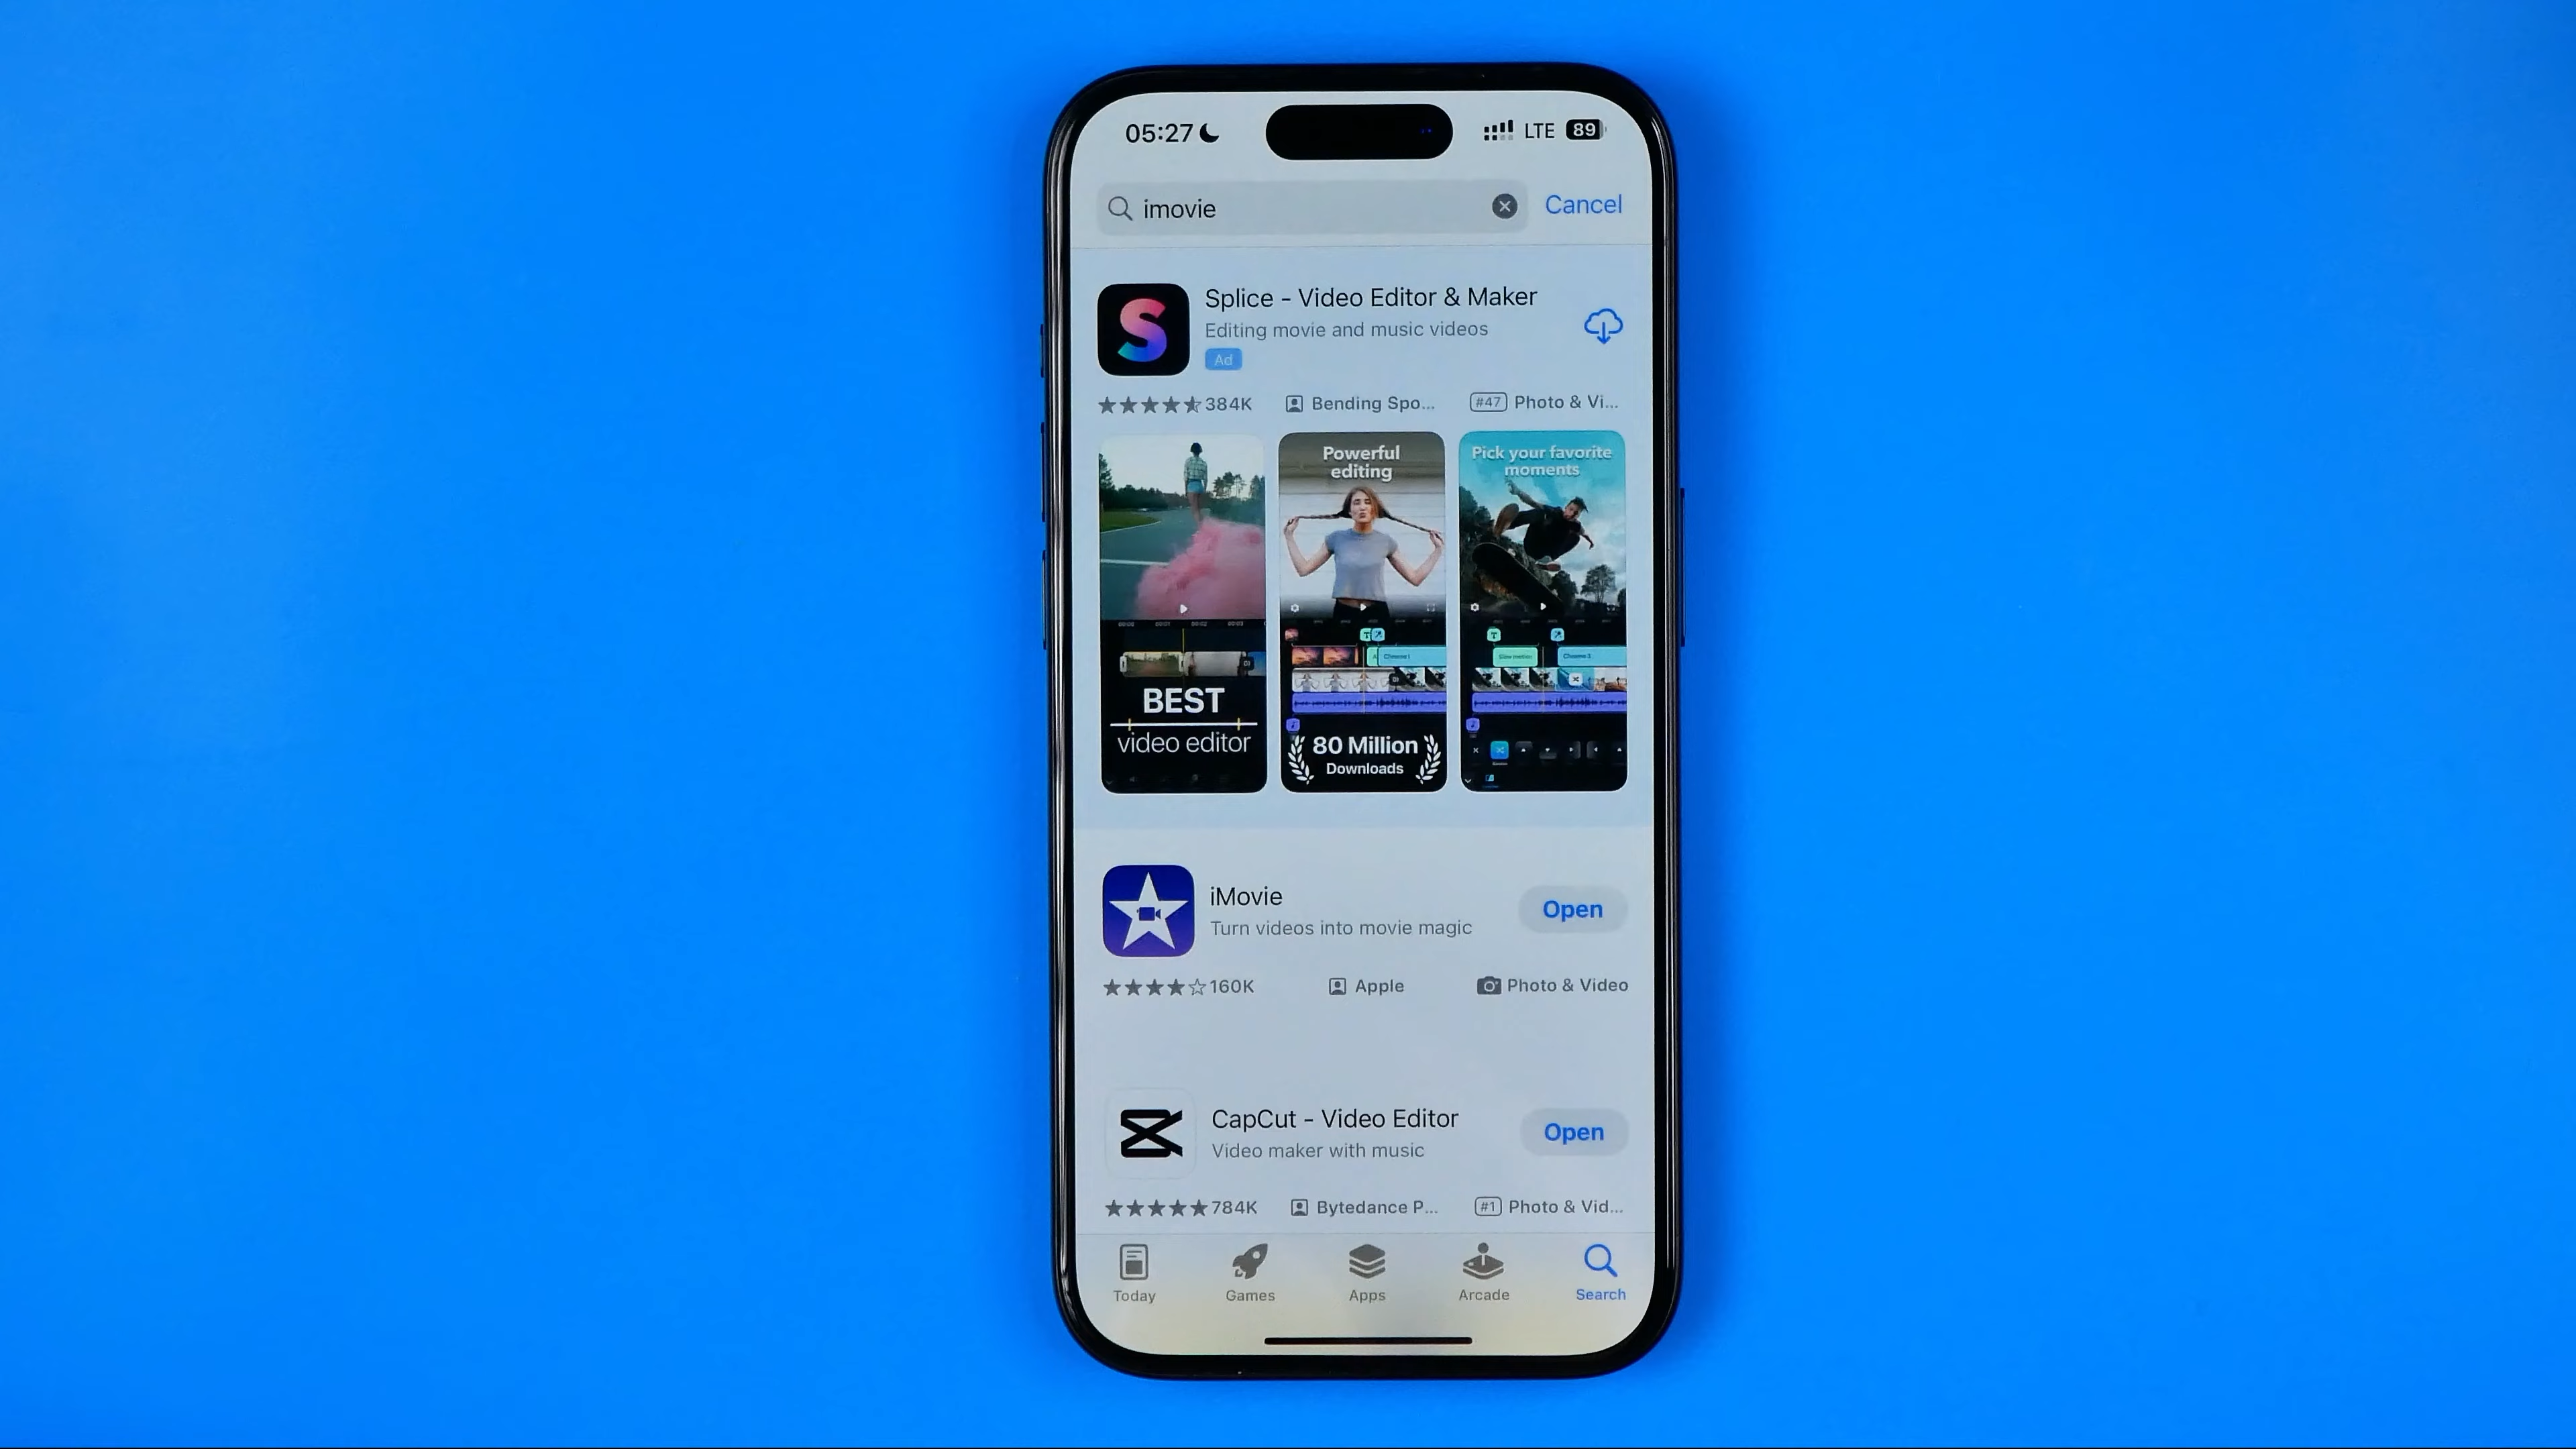 05:27
LTE 89
imovie
Cancel
Splice - Video Editor & Maker
Editing movie and music videos
Ad
384K
Bending Spo...
#47 Photo & Vi...
Powerful
editing
Pick your favorite
moments
BEST
video editor
80 Million
Downloads
iMovie
Turn videos into movie magic
Open
160K
Apple
Photo & Video
CapCut - Video Editor
Video maker with music
Open
784K
Bytedance P...
#1 Photo & Vid...
Today
Games
Apps
Arcade
Search